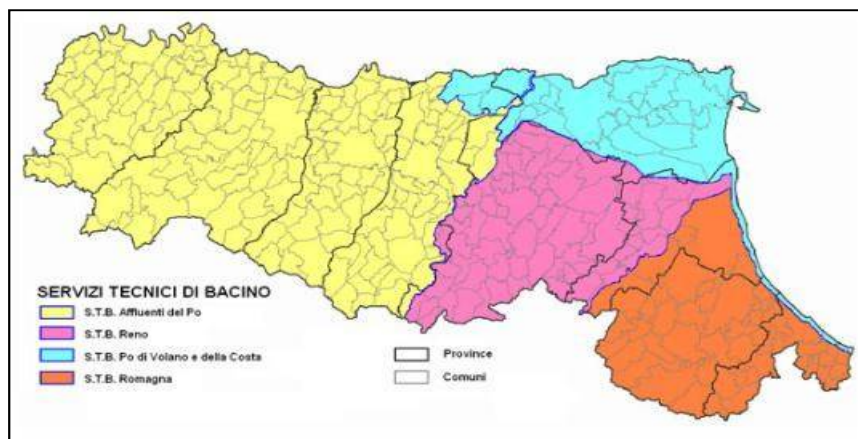 SERVIZI TECNICI DI BACINO
S.T.B. Affluenti del Po
S.T.B. Reno
S.T.B. Po di Volano e della Costa
S.T.B. Romagna
Province
Comuni